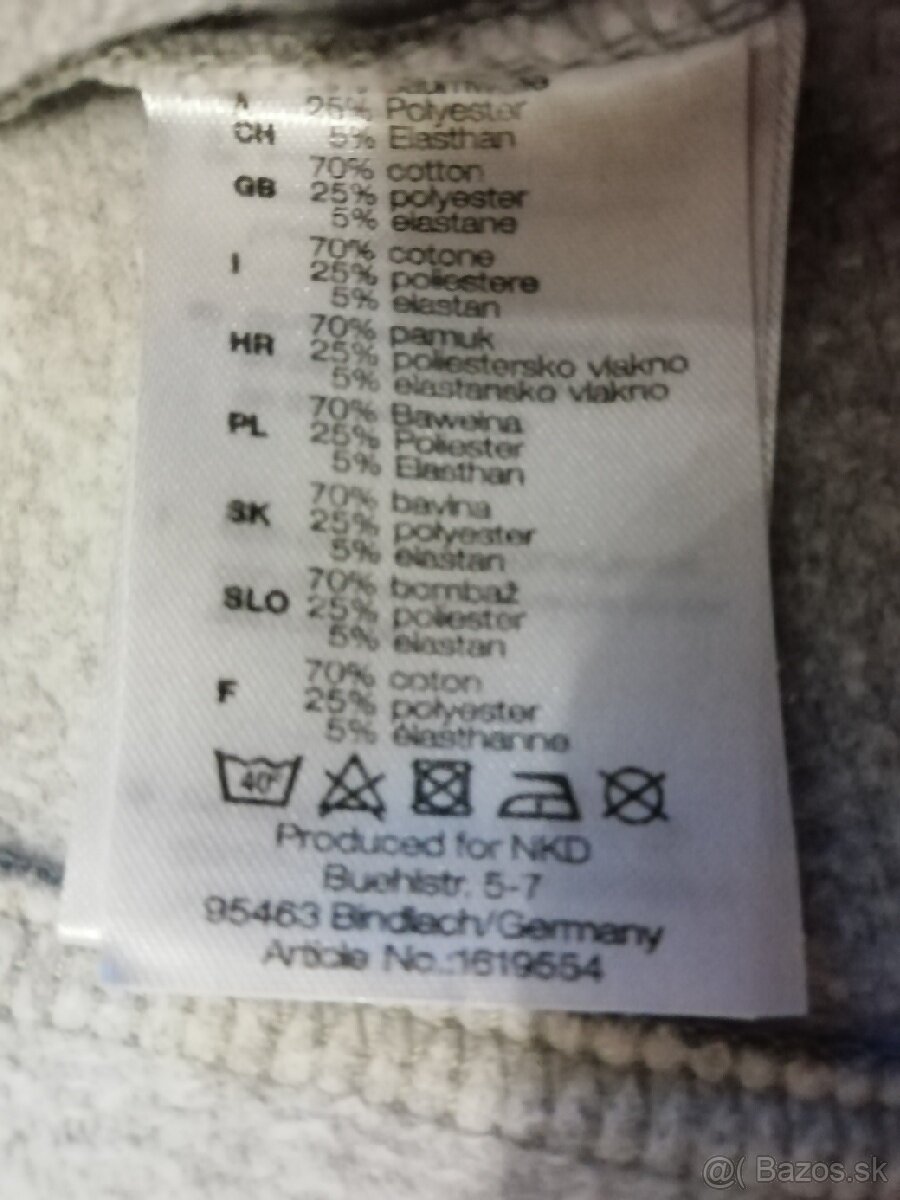 A 25% Polyester
CH 5% Elasthan
70% cotton
GB 25% polyester
5% elastane
70% cotone
I 25% poliestere
5% elastan
70% pamuk
HR 25% poliestersko vlakno
5% elastansko vlakno
70% Bawełna
PL 25% Poliester
5% Elasthan
70% bavlna
SK 25% polyester
5% elastan
70% bombaž
SLO 25% poliester
5% elastan
70% coton
F 25% polyester
5% élasthanne
40°
Produced for NKD
Buehlstr. 5-7
95463 Bindlach/Germany
Article No.:1619554
@( Bazos.sk